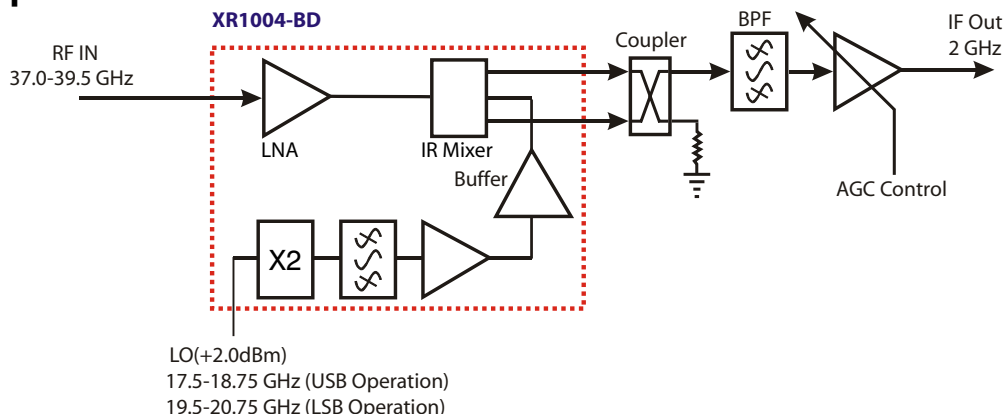 XR1004-BD
RF IN
37.0-39.5 GHz
LNA
IR Mixer
Buffer
Coupler
BPF
IF Out
2 GHz
AGC Control
X2
LO(+2.0dBm)
17.5-18.75 GHz (USB Operation)
19.5-20.75 GHz (LSB Operation)